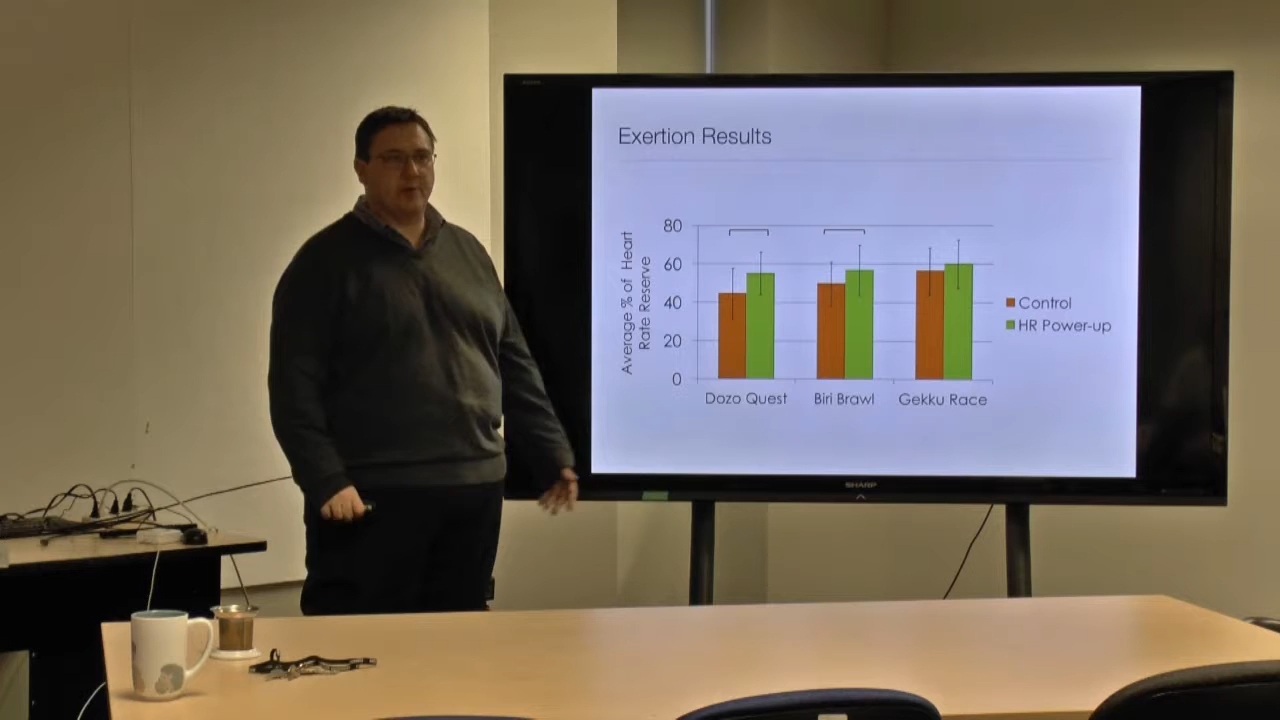 Exertion Results
80
60
40
20
0
Average % of Heart
Rate Reserve
Dozo Quest
Biri Brawl
Gekku Race
Control
HR Power-up
SHARP